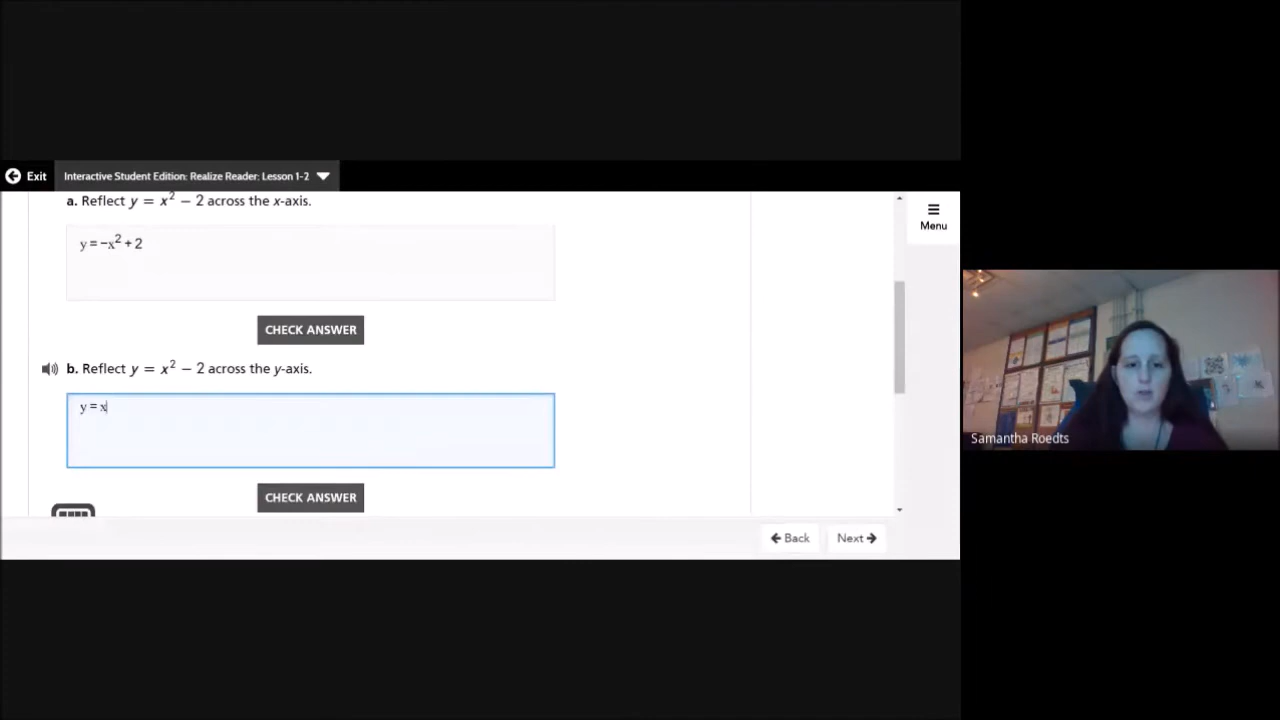 Exit
Interactive Student Edition: Realize Reader: Lesson 1-2
Menu
a. Reflect y = x² − 2 across the x-axis.
y = −x² + 2
CHECK ANSWER
b. Reflect y = x² − 2 across the y-axis.
y = x
CHECK ANSWER
Back
Next
Samantha Roedts